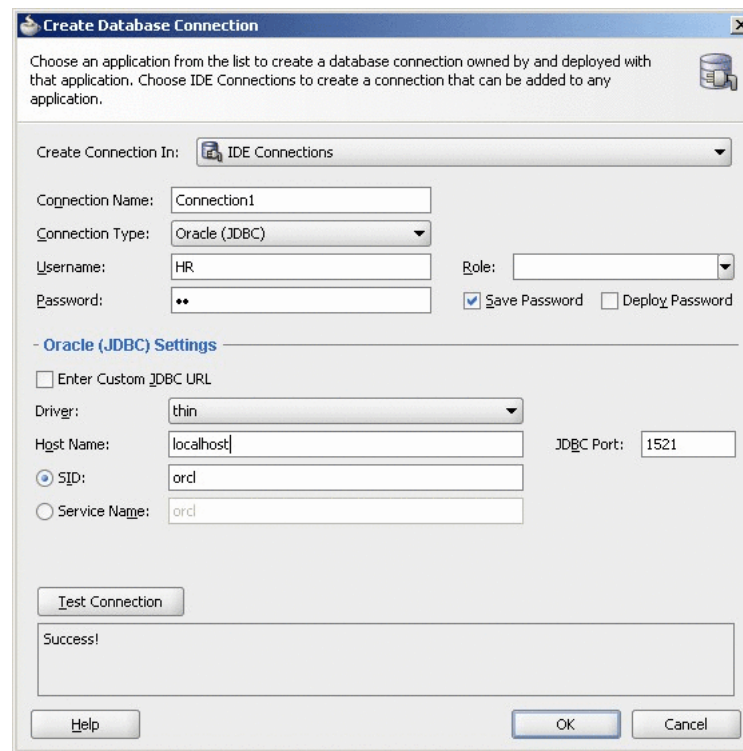 Create Database Connection
Choose an application from the list to create a database connection owned by and deployed with
that application. Choose IDE Connections to create a connection that can be added to any
application.
Create Connection In: IDE Connections
Connection Name: Connection1
Connection Type: Oracle (JDBC)
Username: HR Role:
Password: •• Save Password Deploy Password
Oracle (JDBC) Settings
Enter Custom JDBC URL
Driver: thin
Host Name: localhost JDBC Port: 1521
SID: orcl
Service Name: orcl
Test Connection
Success!
Help OK Cancel